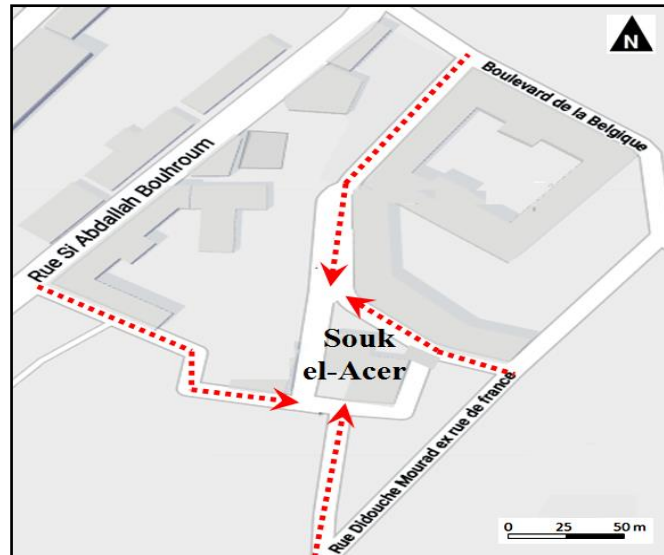 N
Boulevard de la Belgique
Rue Si Abdallah Bouhroum
Souk
el-Acer
Rue Didouche Mourad ex rue de france
0 25 50 m